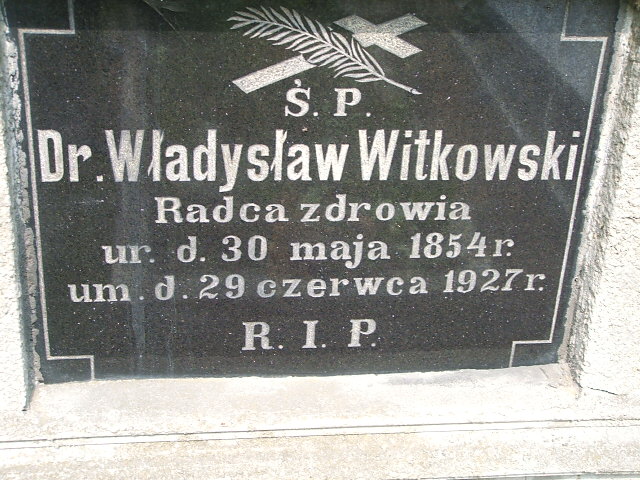 Ś. P.
Dr. Władysław Witkowski
Radca zdrowia
ur. d. 30 maja 1854 r.
um. d. 29 czerwca 1927 r.
R. I. P.